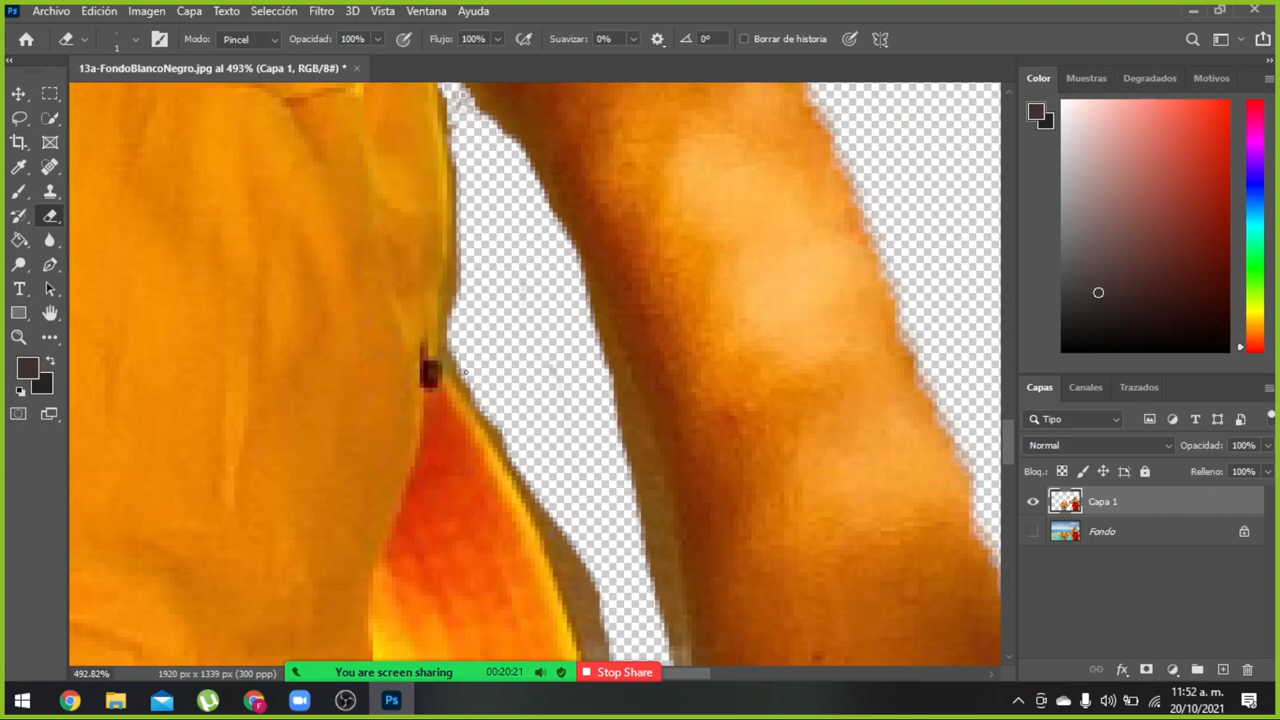 Ps Archivo Edición Imagen Capa Texto Selección Filtro 3D Vista Ventana Ayuda
1 Modo: Pincel Opacidad: 100% Flujo: 100% Suavizar: 0% 0° Borrar de historia
13a-FondoBlancoNegro.jpg al 493% (Capa 1, RGB/8#) * ×
Color Muestras Degradados Motivos
Capas Canales Trazados
Tipo
Normal Opacidad: 100%
Bloq.: Relleno: 100%
Capa 1
Fondo
492.82% 1920 px x 1339 px (300 ppp)
You are screen sharing 00:20:21 Stop Share
11:52 a. m.
20/10/2021